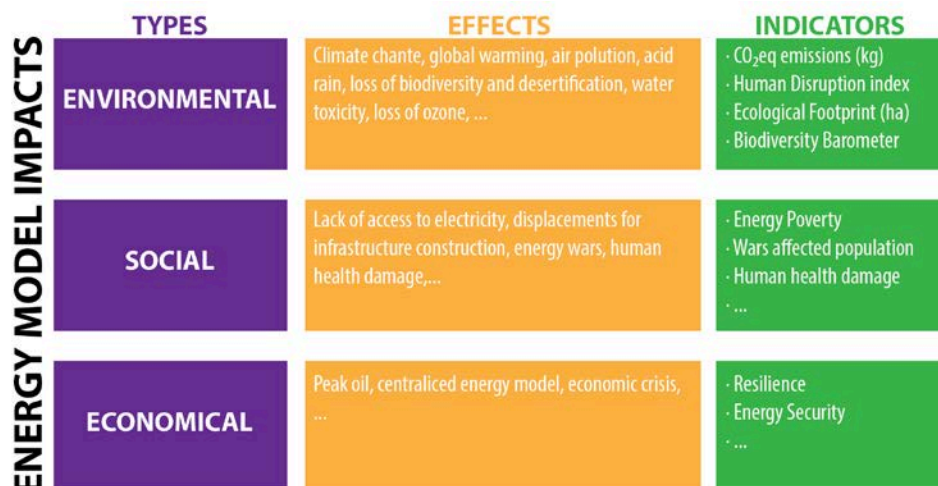 ENERGY MODEL IMPACTS
TYPES
EFFECTS
INDICATORS
ENVIRONMENTAL
Climate chante, global warming, air polution, acid
rain, loss of biodiversity and desertification, water
toxicity, loss of ozone, ...
· CO₂eq emissions (kg)
· Human Disruption index
· Ecological Footprint (ha)
· Biodiversity Barometer
SOCIAL
Lack of access to electricity, displacements for
infrastructure construction, energy wars, human
health damage,...
· Energy Poverty
· Wars affected population
· Human health damage
· ...
ECONOMICAL
Peak oil, centraliced energy model, economic crisis,
...
· Resilience
· Energy Security
· ...